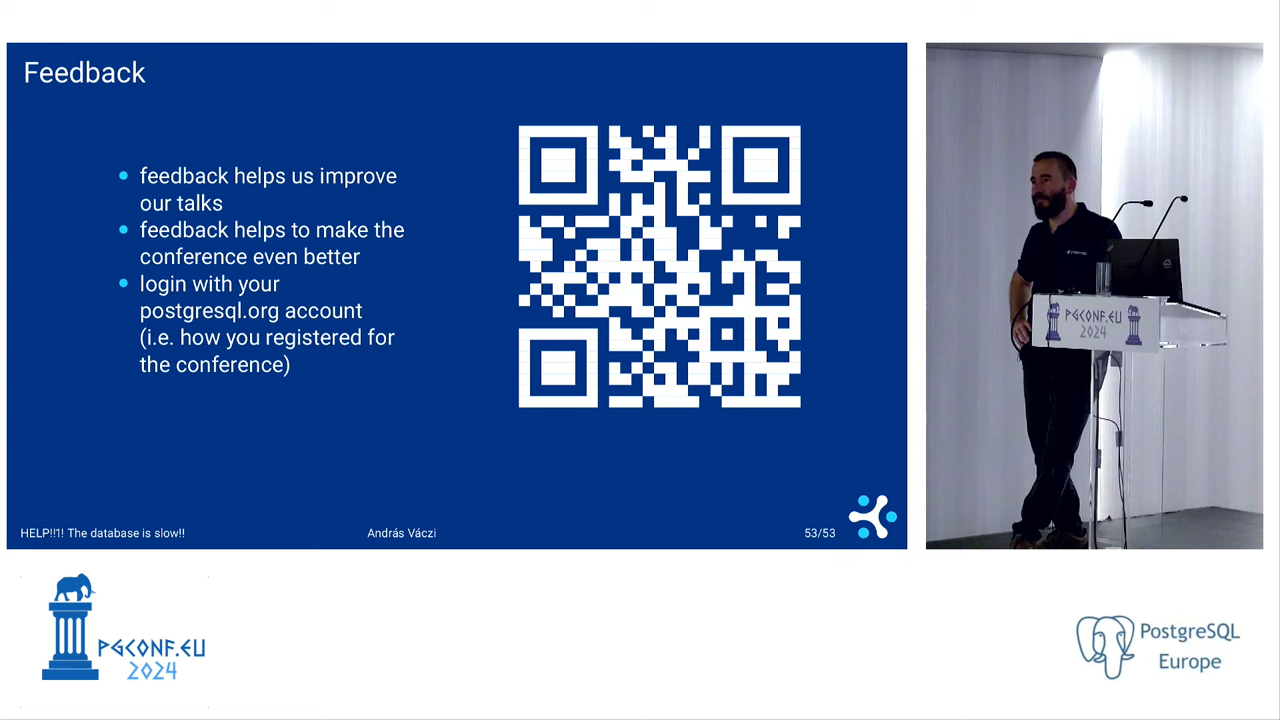 Feedback
feedback helps us improve
our talks
feedback helps to make the
conference even better
login with your
postgresql.org account
(i.e. how you registered for
the conference)
HELP!!1! The database is slow!!
András Váczi
53/53
PGCONF.EU
2024
PGCONF.EU
2024
PostgreSQL
Europe